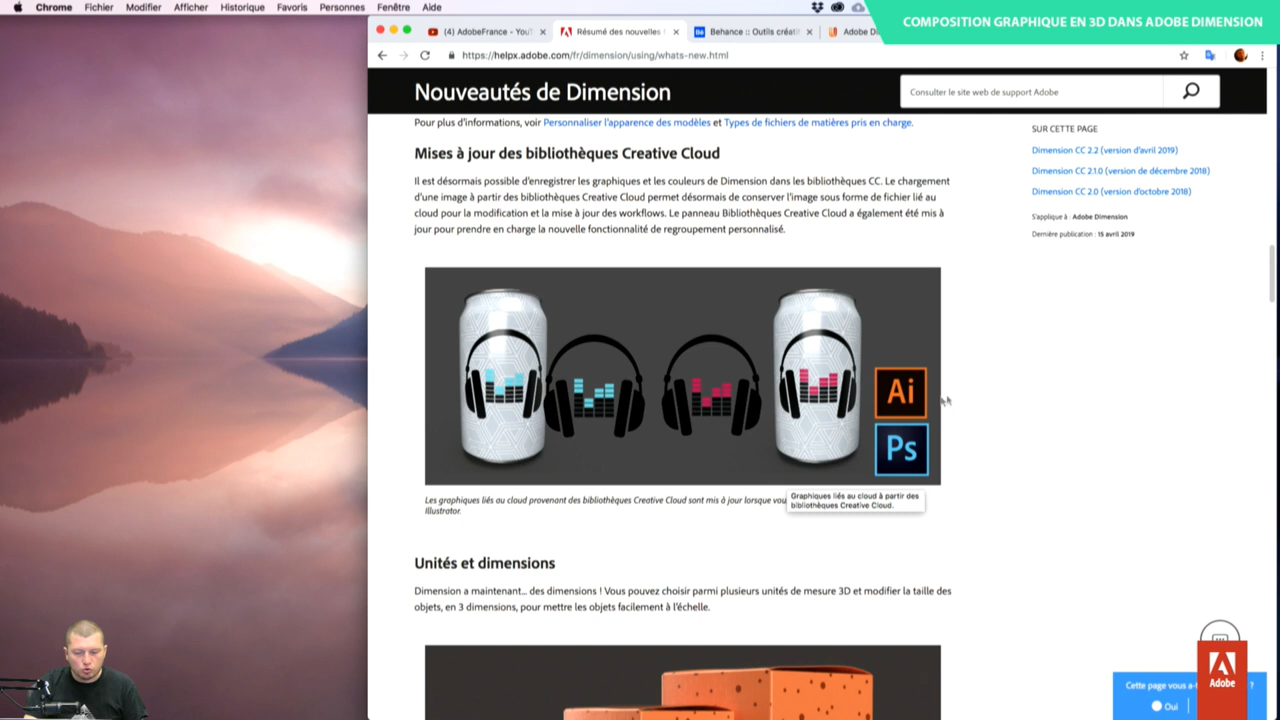 Chrome Fichier Modifier Afficher Historique Favoris Personnes Fenêtre Aide
COMPOSITION GRAPHIQUE EN 3D DANS ADOBE DIMENSION
(4) AdobeFrance - YouT
Résumé des nouvelles
Behance :: Outils créatif
Adobe Di
https://helpx.adobe.com/fr/dimension/using/whats-new.html
Nouveautés de Dimension
Consulter le site web de support Adobe
Pour plus d'informations, voir Personnaliser l'apparence des modèles et Types de fichiers de matières pris en charge.
Mises à jour des bibliothèques Creative Cloud
Il est désormais possible d'enregistrer les graphiques et les couleurs de Dimension dans les bibliothèques CC. Le chargement
d'une image à partir des bibliothèques Creative Cloud permet désormais de conserver l'image sous forme de fichier lié au
cloud pour la modification et la mise à jour des workflows. Le panneau Bibliothèques Creative Cloud a également été mis à
jour pour prendre en charge la nouvelle fonctionnalité de regroupement personnalisé.
SUR CETTE PAGE
Dimension CC 2.2 (version d'avril 2019)
Dimension CC 2.1.0 (version de décembre 2018)
Dimension CC 2.0 (version d'octobre 2018)
S'applique à : Adobe Dimension
Dernière publication : 15 avril 2019
Ai
Ps
Les graphiques liés au cloud provenant des bibliothèques Creative Cloud sont mis à jour lorsque vou
Illustrator.
Graphiques liés au cloud à partir des
bibliothèques Creative Cloud.
Unités et dimensions
Dimension a maintenant... des dimensions ! Vous pouvez choisir parmi plusieurs unités de mesure 3D et modifier la taille des
objets, en 3 dimensions, pour mettre les objets facilement à l'échelle.
Cette page vous a-t ?
Oui
Adobe